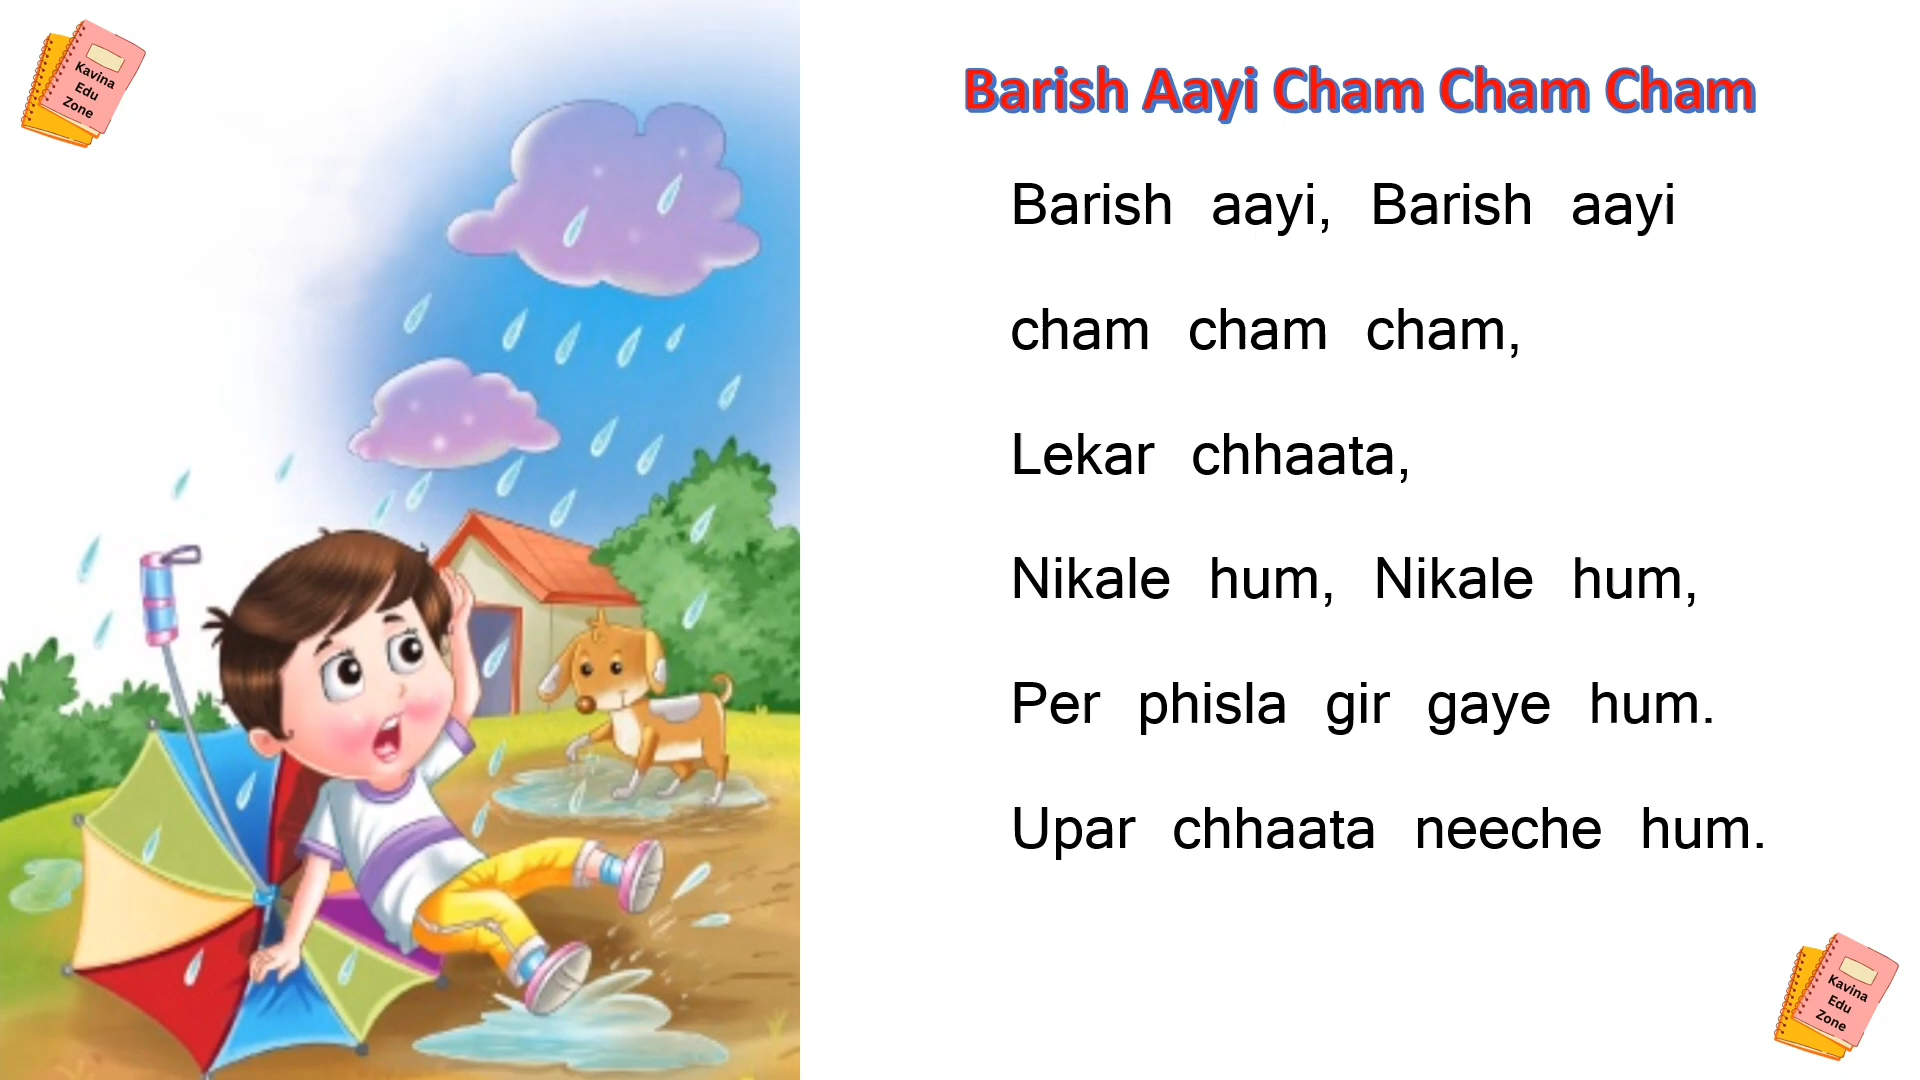 Kavina
Edu
Zone
Barish Aayi Cham Cham Cham
Barish aayi, Barish aayi
cham cham cham,
Lekar chhaata,
Nikale hum, Nikale hum,
Per phisla gir gaye hum.
Upar chhaata neeche hum.
Kavina
Edu
Zone